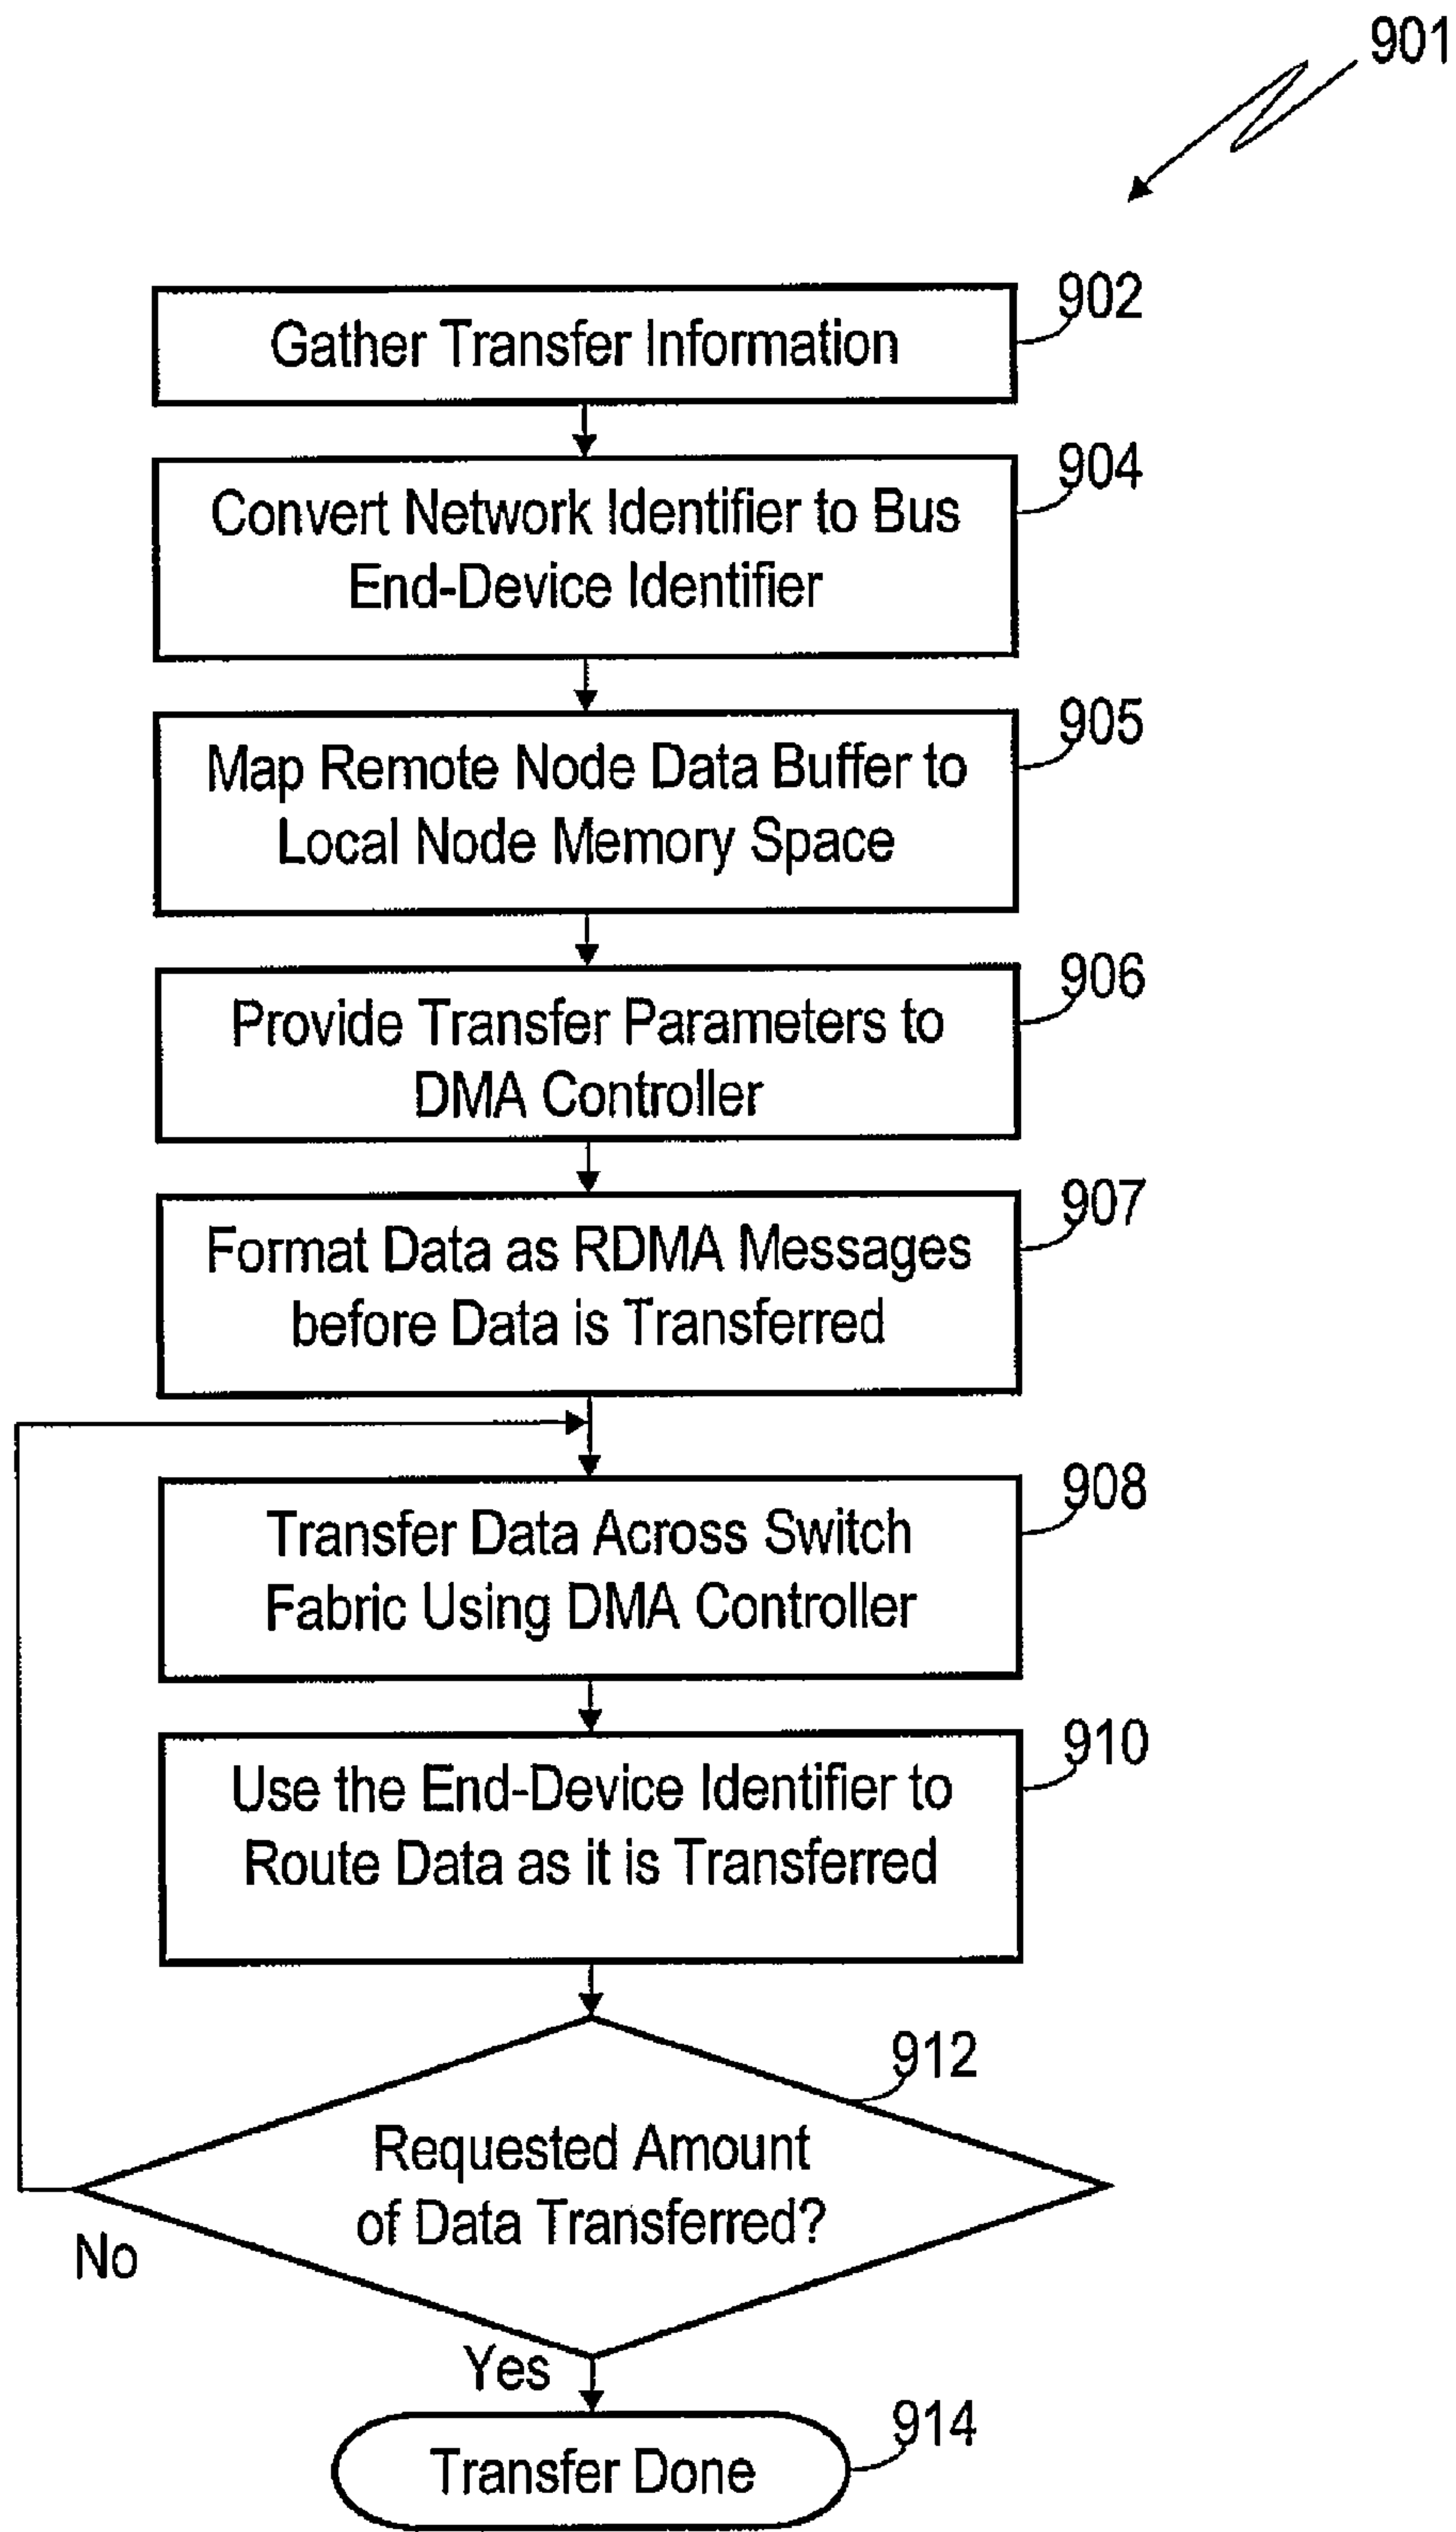 901
902
Gather Transfer Information
904
Convert Network Identifier to Bus
End-Device Identifier
905
Map Remote Node Data Buffer to
Local Node Memory Space
906
Provide Transfer Parameters to
DMA Controller
907
Format Data as RDMA Messages
before Data is Transferred
908
Transfer Data Across Switch
Fabric Using DMA Controller
910
Use the End-Device Identifier to
Route Data as it is Transferred
912
Requested Amount
of Data Transferred?
No
Yes
914
Transfer Done